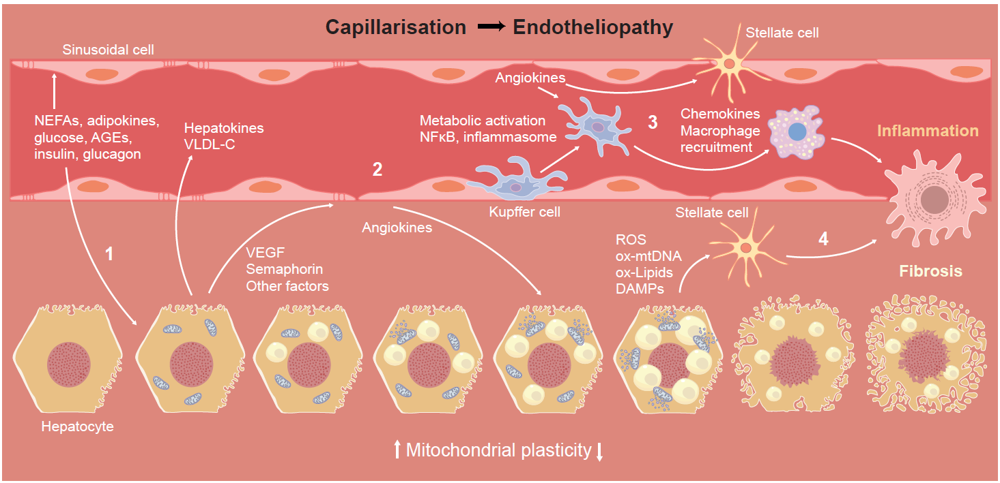 Capillarisation → Endotheliopathy
Stellate cell
Sinusoidal cell
Angiokines
NEFAs, adipokines,
glucose, AGEs,
insulin, glucagon
Hepatokines
VLDL-C
Metabolic activation
NFκB, inflammasome
3
Chemokines
Macrophage
recruitment
Inflammation
2
Kupffer cell
Stellate cell
Angiokines
1
VEGF
Semaphorin
Other factors
ROS
ox-mtDNA
ox-Lipids
DAMPs
4
Fibrosis
Hepatocyte
↑ Mitochondrial plasticity ↓